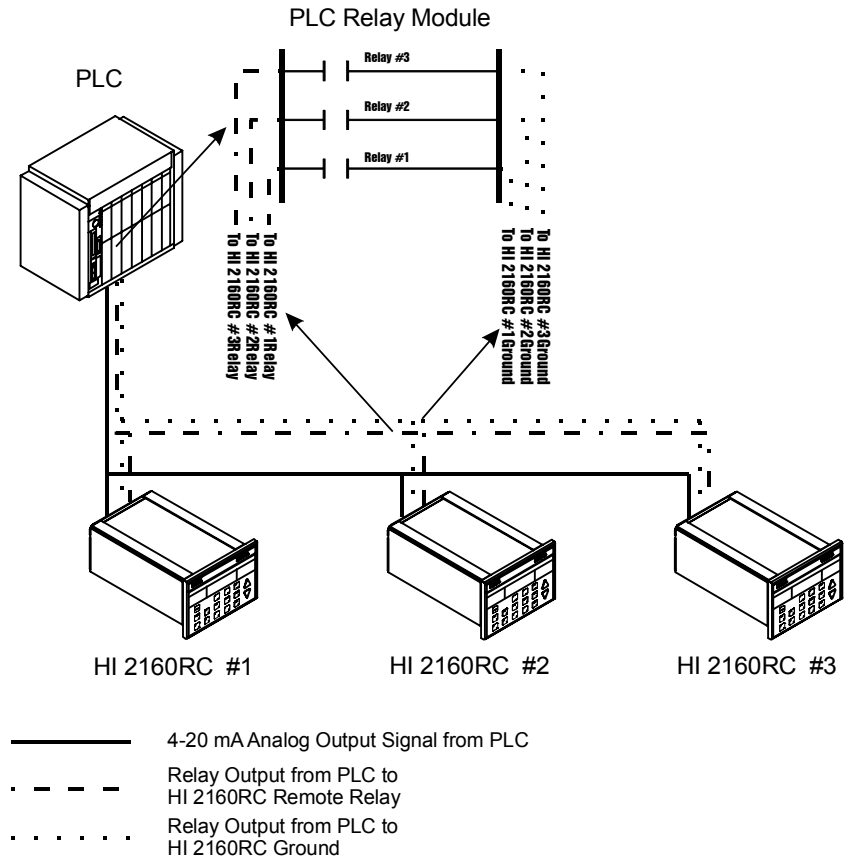 PLC Relay Module
PLC
Relay #3
Relay #2
Relay #1
To HI 2160RC #1Relay
To HI 2160RC #2Relay
To HI 2160RC #3Relay
To HI 2160RC #3Ground
To HI 2160RC #2Ground
To HI 2160RC #1Ground
HI 2160RC #1
HI 2160RC #2
HI 2160RC #3
4-20 mA Analog Output Signal from PLC
Relay Output from PLC to
HI 2160RC Remote Relay
Relay Output from PLC to
HI 2160RC Ground